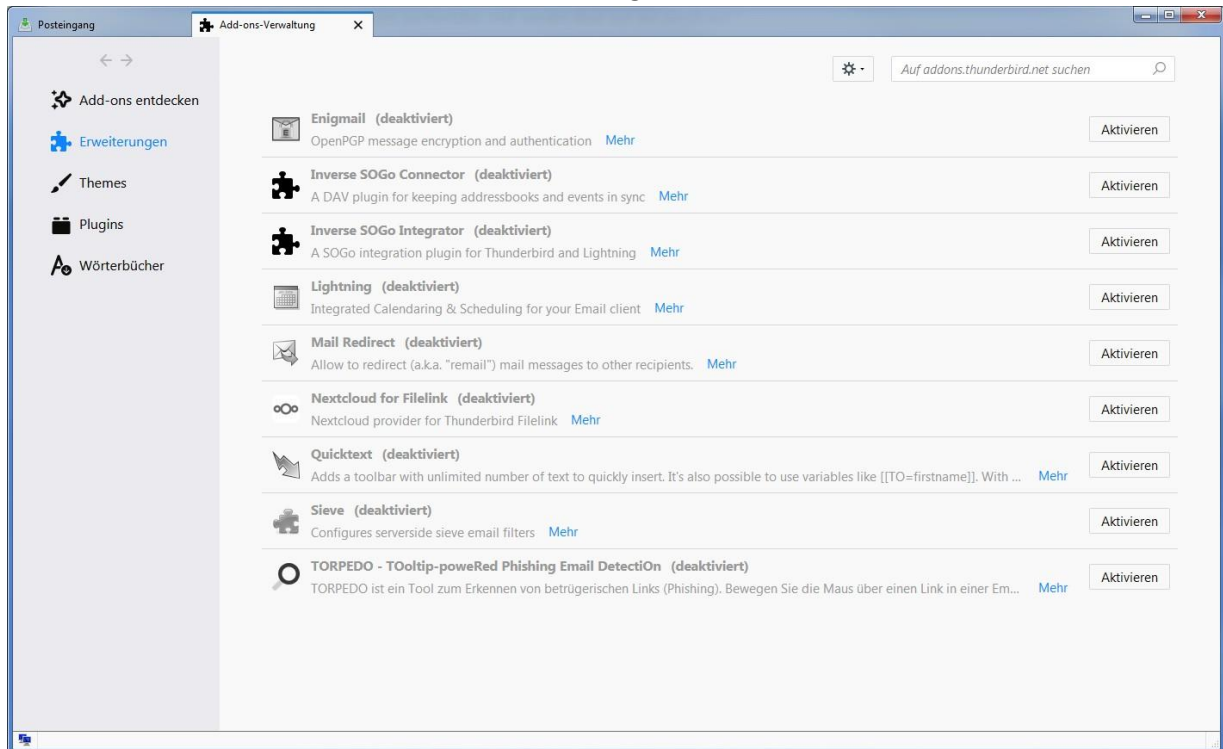 Posteingang
Add-ons-Verwaltung
Auf addons.thunderbird.net suchen
Add-ons entdecken
Erweiterungen
Themes
Plugins
Wörterbücher
Enigmail (deaktiviert)
OpenPGP message encryption and authentication Mehr
Aktivieren
Inverse SOGo Connector (deaktiviert)
A DAV plugin for keeping addressbooks and events in sync Mehr
Aktivieren
Inverse SOGo Integrator (deaktiviert)
A SOGo integration plugin for Thunderbird and Lightning Mehr
Aktivieren
Lightning (deaktiviert)
Integrated Calendaring & Scheduling for your Email client Mehr
Aktivieren
Mail Redirect (deaktiviert)
Allow to redirect (a.k.a. "remail") mail messages to other recipients. Mehr
Aktivieren
Nextcloud for Filelink (deaktiviert)
Nextcloud provider for Thunderbird Filelink Mehr
Aktivieren
Quicktext (deaktiviert)
Adds a toolbar with unlimited number of text to quickly insert. It's also possible to use variables like [[TO=firstname]]. With ... Mehr
Aktivieren
Sieve (deaktiviert)
Configures serverside sieve email filters Mehr
Aktivieren
TORPEDO - TOoltip-poweRed Phishing Email DetectiOn (deaktiviert)
TORPEDO ist ein Tool zum Erkennen von betrügerischen Links (Phishing). Bewegen Sie die Maus über einen Link in einer Em... Mehr
Aktivieren